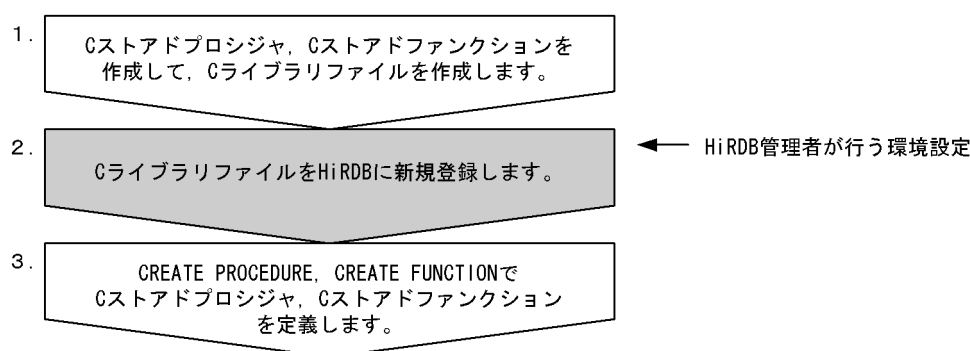 1.
Cストアドプロシジャ，Cストアドファンクションを
作成して，Cライブラリファイルを作成します。
2.
CライブラリファイルをHiRDBに新規登録します。
HiRDB管理者が行う環境設定
3.
CREATE PROCEDURE，CREATE FUNCTIONで
Cストアドプロシジャ，Cストアドファンクション
を定義します。